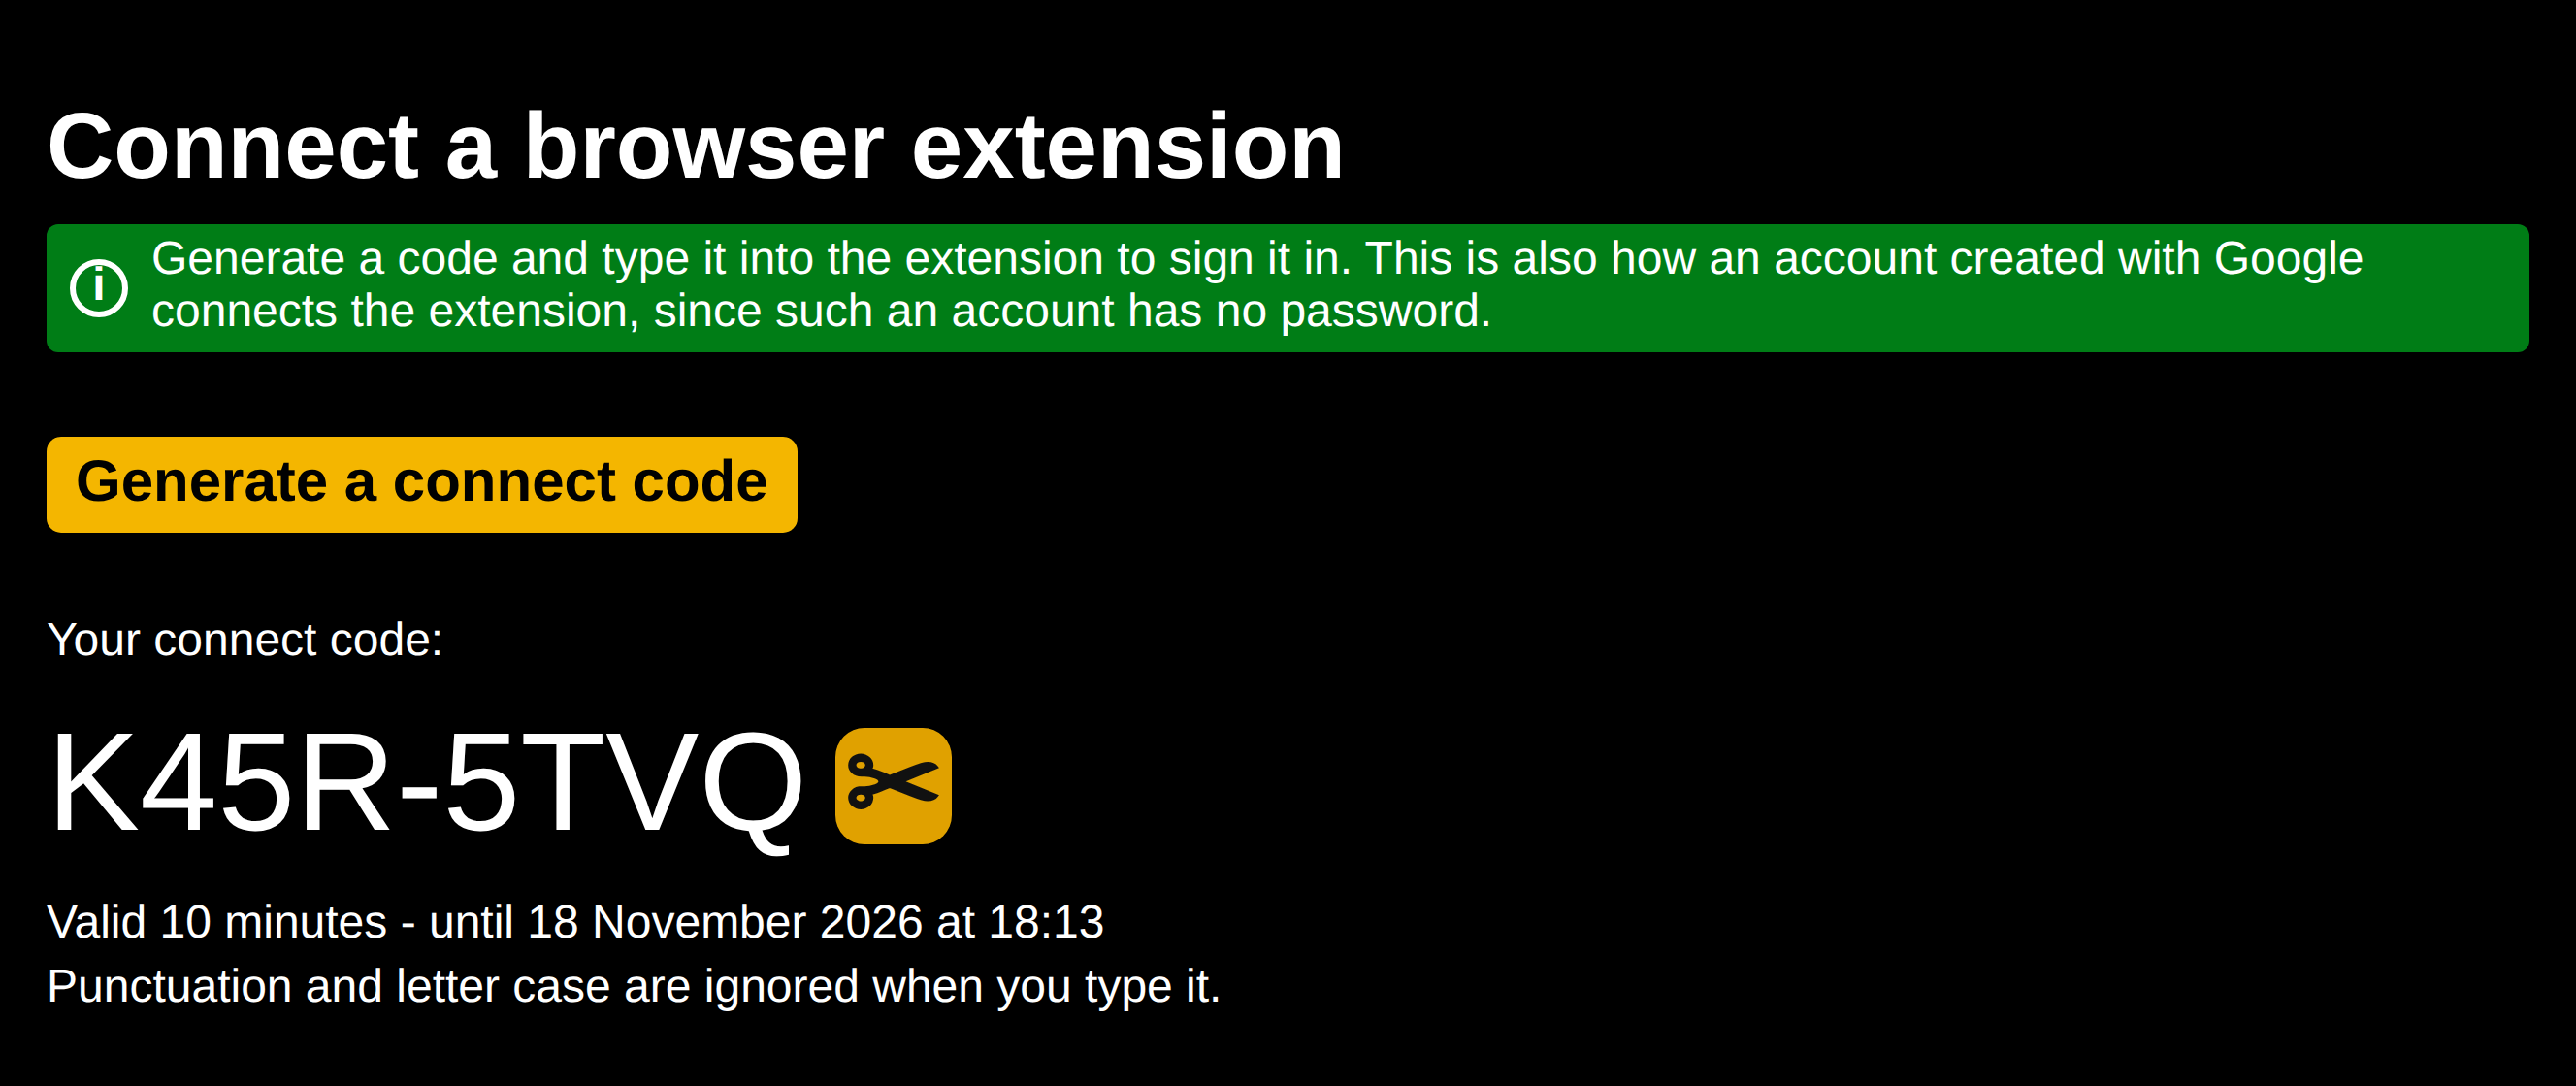 Connect a browser extension
Generate a code and type it into the extension to sign it in. This is also how an account created with Google
connects the extension, since such an account has no password.
Generate a connect code
Your connect code:
K45R-5TVQ
Valid 10 minutes - until 18 November 2026 at 18:13
Punctuation and letter case are ignored when you type it.